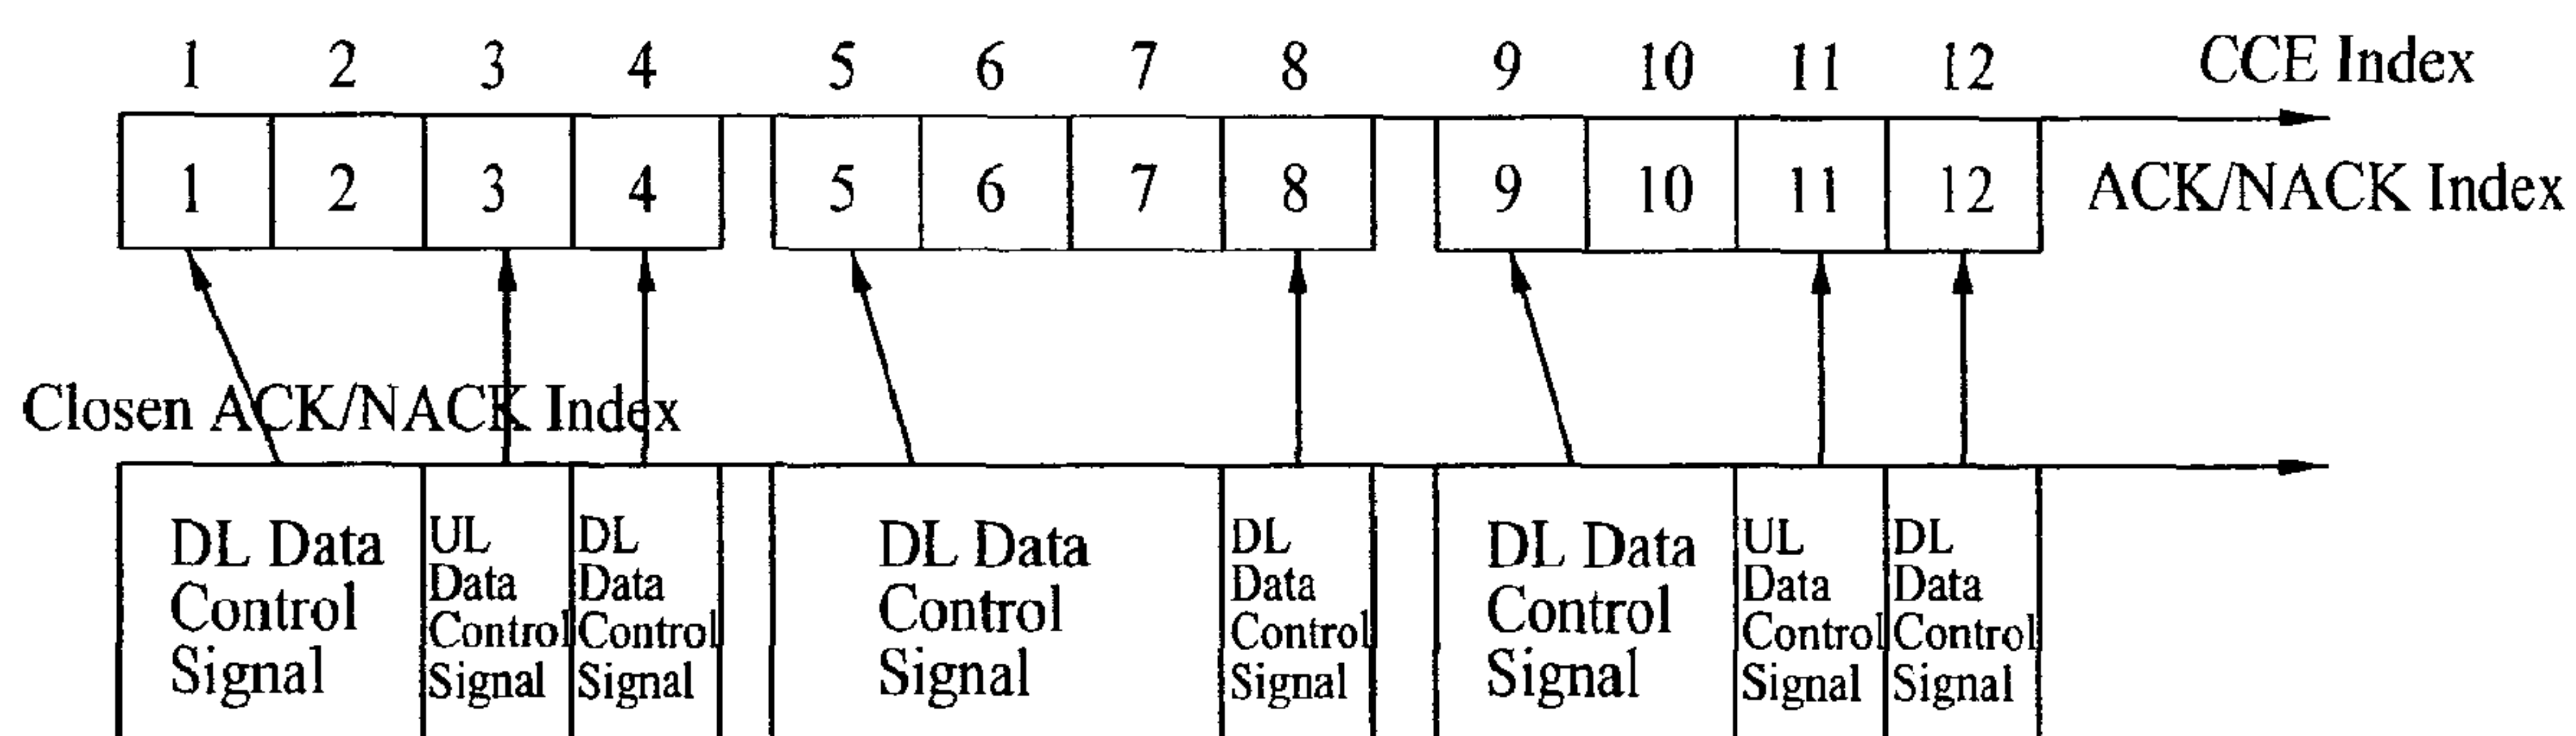 1 2 3 4 5 6 7 8 9 10 11 12 CCE Index
1 2 3 4 5 6 7 8 9 10 11 12 ACK/NACK Index
Closen ACK/NACK Index
DL Data
Control
Signal
UL
Data
Control
Signal
DL
Data
Control
Signal
DL Data
Control
Signal
DL
Data
Control
Signal
DL Data
Control
Signal
UL
Data
Control
Signal
DL
Data
Control
Signal